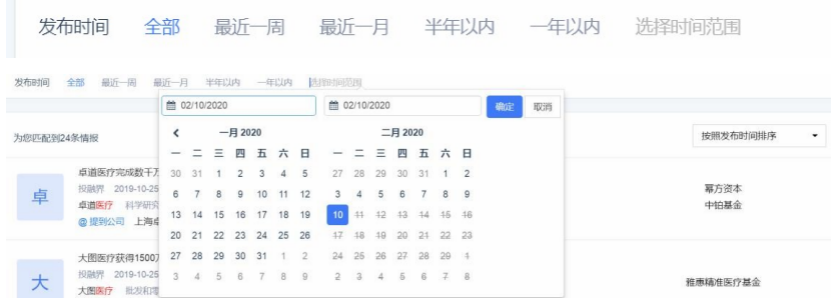 发布时间 全部 最近一周 最近一月 半年以内 一年以内 选择时间范围
发布时间 全部 最近一周 最近一月 半年以内 一年以内 选择时间范围
02/10/2020 02/10/2020 确定 取消
为您匹配到24条情报
按照发布时间排序
一月 2020
一 二 三 四 五 六 日
30 31 1 2 3 4 5
6 7 8 9 10 11 12
13 14 15 16 17 18 19
20 21 22 23 24 25 26
27 28 29 30 31 1 2
3 4 5 6 7 8 9
二月 2020
一 二 三 四 五 六 日
27 28 29 30 31 1 2
3 4 5 6 7 8 9
10 11 12 13 14 15 16
17 18 19 20 21 22 23
24 25 26 27 28 29 1
2 3 4 5 6 7 8
卓
卓道医疗完成数千万
投融界 2019-10-25
卓道医疗 科学研究
@ 提到公司 上海卓
幂方资本
中铂基金
大
大图医疗获得1500万
投融界 2019-10-25
大图医疗 批发和零
雅惠精准医疗基金